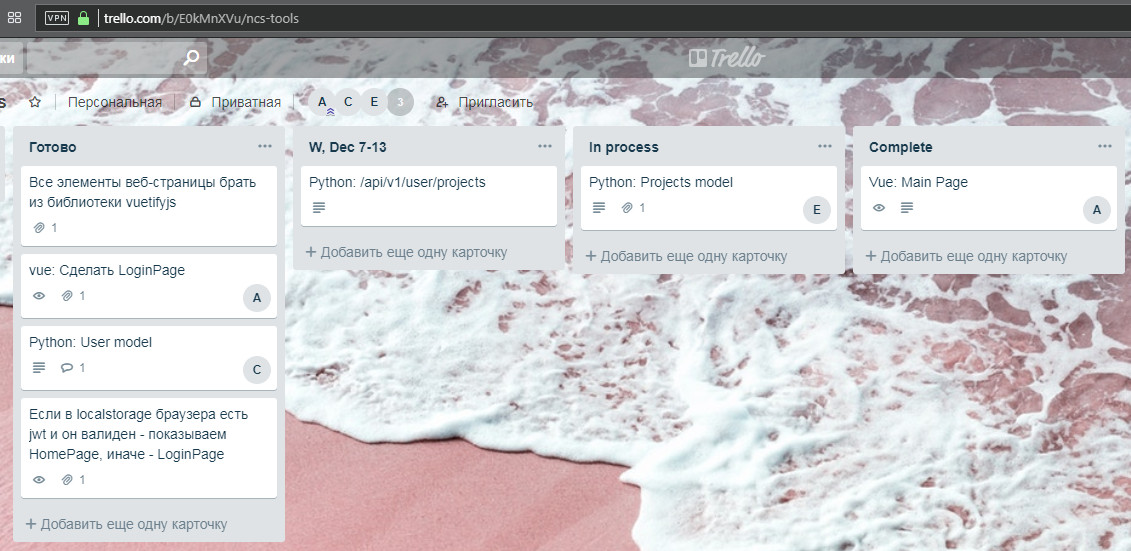 VPN trello.com/b/E0kMnXVu/ncs-tools
ки
Trello
s Персональная Приватная A C E 3 Пригласить
Готово
Все элементы веб-страницы брать
из библиотеки vuetifyjs
1
vue: Сделать LoginPage
1
A
Python: User model
1
C
Если в localstorage браузера есть
jwt и он валиден - показываем
HomePage, иначе - LoginPage
1
+ Добавить еще одну карточку
W, Dec 7-13
Python: /api/v1/user/projects
+ Добавить еще одну карточку
In process
Python: Projects model
1
E
+ Добавить еще одну карточку
Complete
Vue: Main Page
A
+ Добавить еще одну карточку